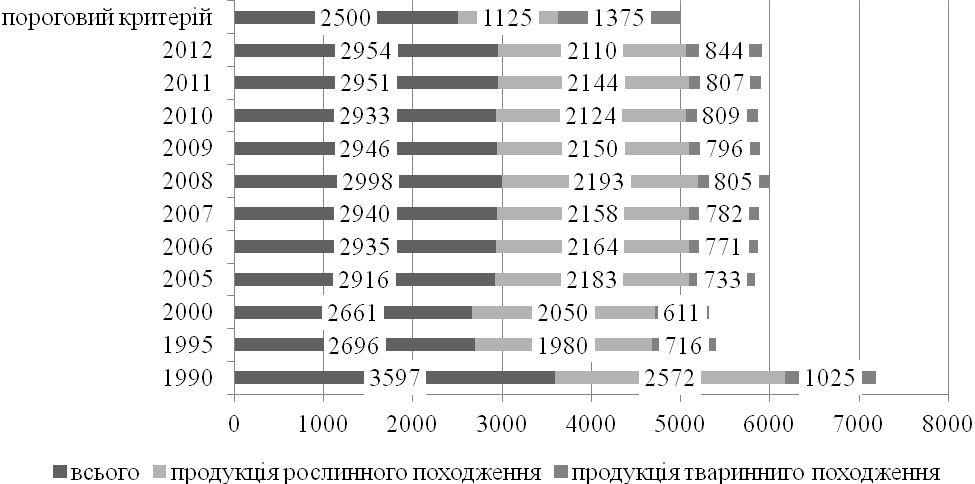 пороговий критерій 2500 1125 1375
2012 2954 2110 844
2011 2951 2144 807
2010 2933 2124 809
2009 2946 2150 796
2008 2998 2193 805
2007 2940 2158 782
2006 2935 2164 771
2005 2916 2183 733
2000 2661 2050 611
1995 2696 1980 716
1990 3597 2572 1025
0 1000 2000 3000 4000 5000 6000 7000 8000
всього продукція рослинного походження продукція тваринниго походження